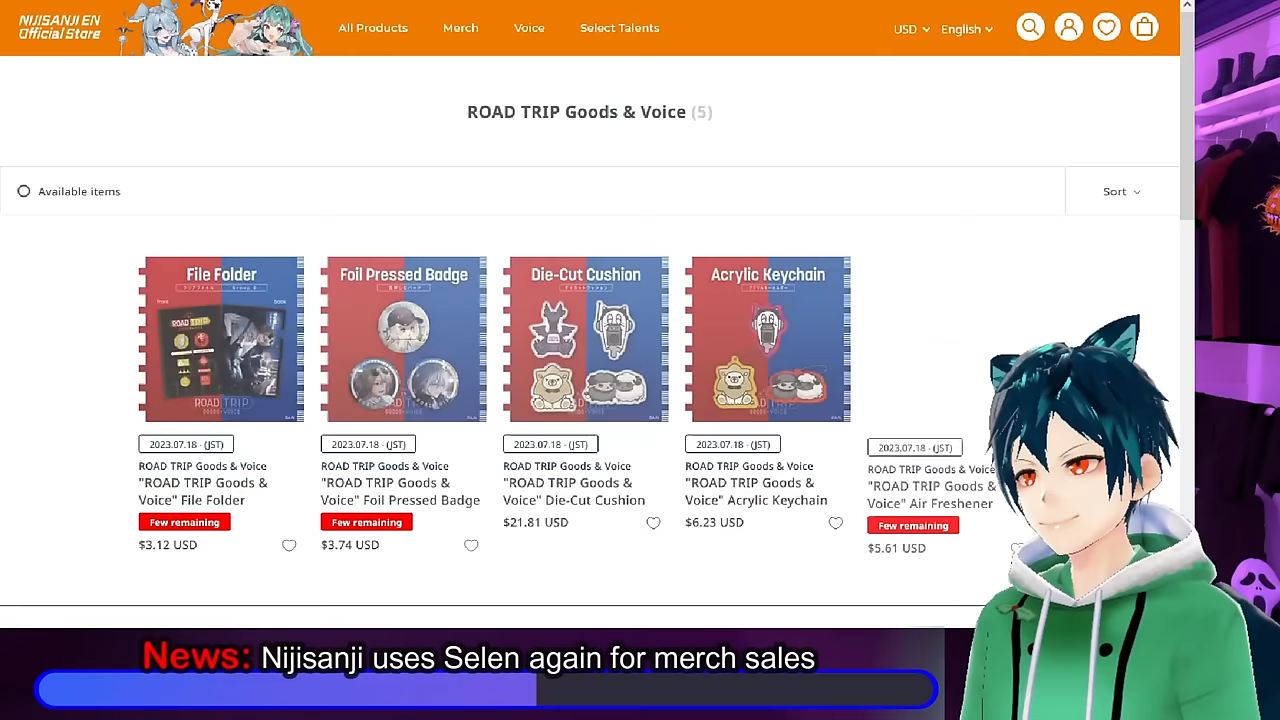 NIJISANJI EN
Official Store
All Products
Merch
Voice
Select Talents
USD
English
ROAD TRIP Goods & Voice (5)
Available items
Sort
File Folder
Foil Pressed Badge
Die-Cut Cushion
Acrylic Keychain
2023.07.18 - (JST)
ROAD TRIP Goods & Voice
"ROAD TRIP Goods &
Voice" File Folder
Few remaining
$3.12 USD
2023.07.18 - (JST)
ROAD TRIP Goods & Voice
"ROAD TRIP Goods &
Voice" Foil Pressed Badge
Few remaining
$3.74 USD
2023.07.18 - (JST)
ROAD TRIP Goods & Voice
"ROAD TRIP Goods &
Voice" Die-Cut Cushion
$21.81 USD
2023.07.18 - (JST)
ROAD TRIP Goods & Voice
"ROAD TRIP Goods &
Voice" Acrylic Keychain
$6.23 USD
2023.07.18 - (JST)
ROAD TRIP Goods & Voice
"ROAD TRIP Goods &
Voice" Air Freshener
Few remaining
$5.61 USD
News: Nijisanji uses Selen again for merch sales